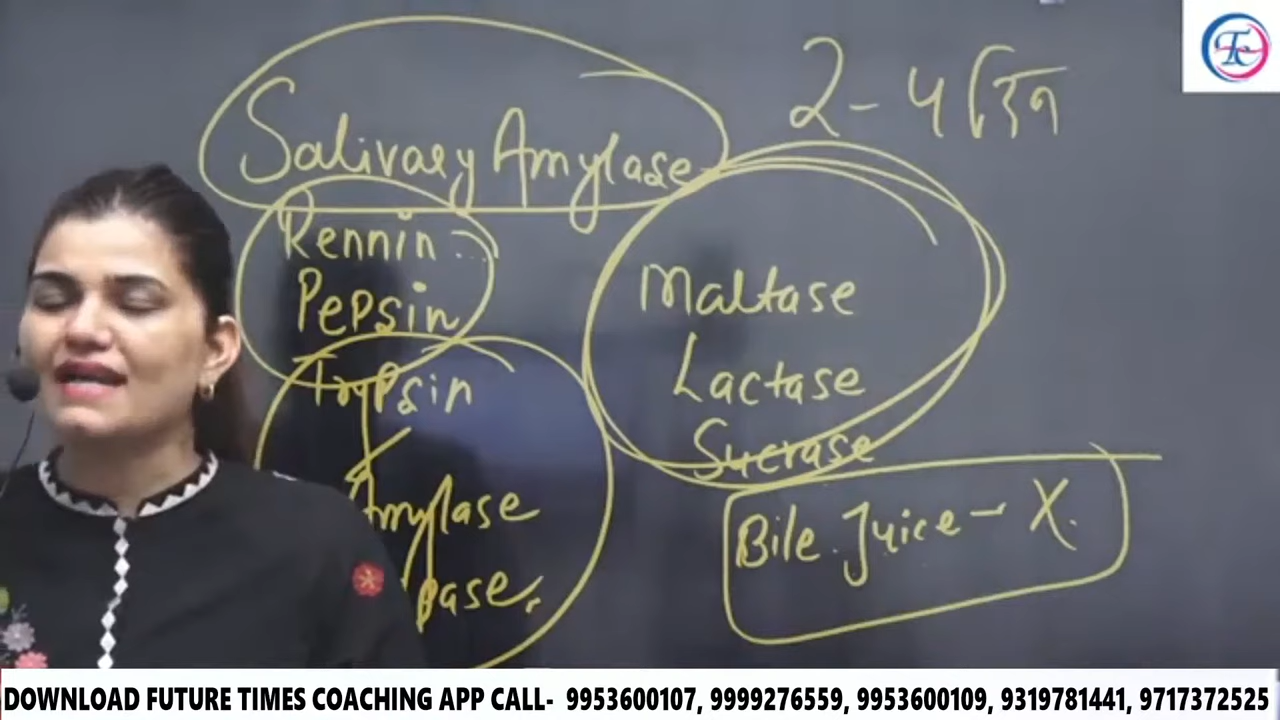 Salivary Amylase
2-4 दिन
Rennin
Pepsin
Trypsin
Amylase
pase
Maltase
Lactase
Sucrase
Bile Juice - X.
DOWNLOAD FUTURE TIMES COACHING APP CALL- 9953600107, 9999276559, 9953600109, 9319781441, 9717372525